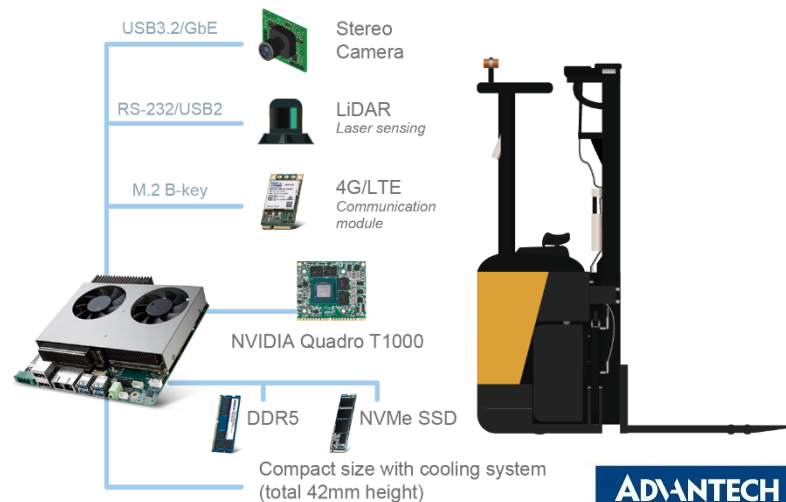 USB3.2/GbE
Stereo
Camera
RS-232/USB2
LiDAR
Laser sensing
M.2 B-key
4G/LTE
Communication
module
NVIDIA Quadro T1000
DDR5
NVMe SSD
Compact size with cooling system
(total 42mm height)
ADVANTECH